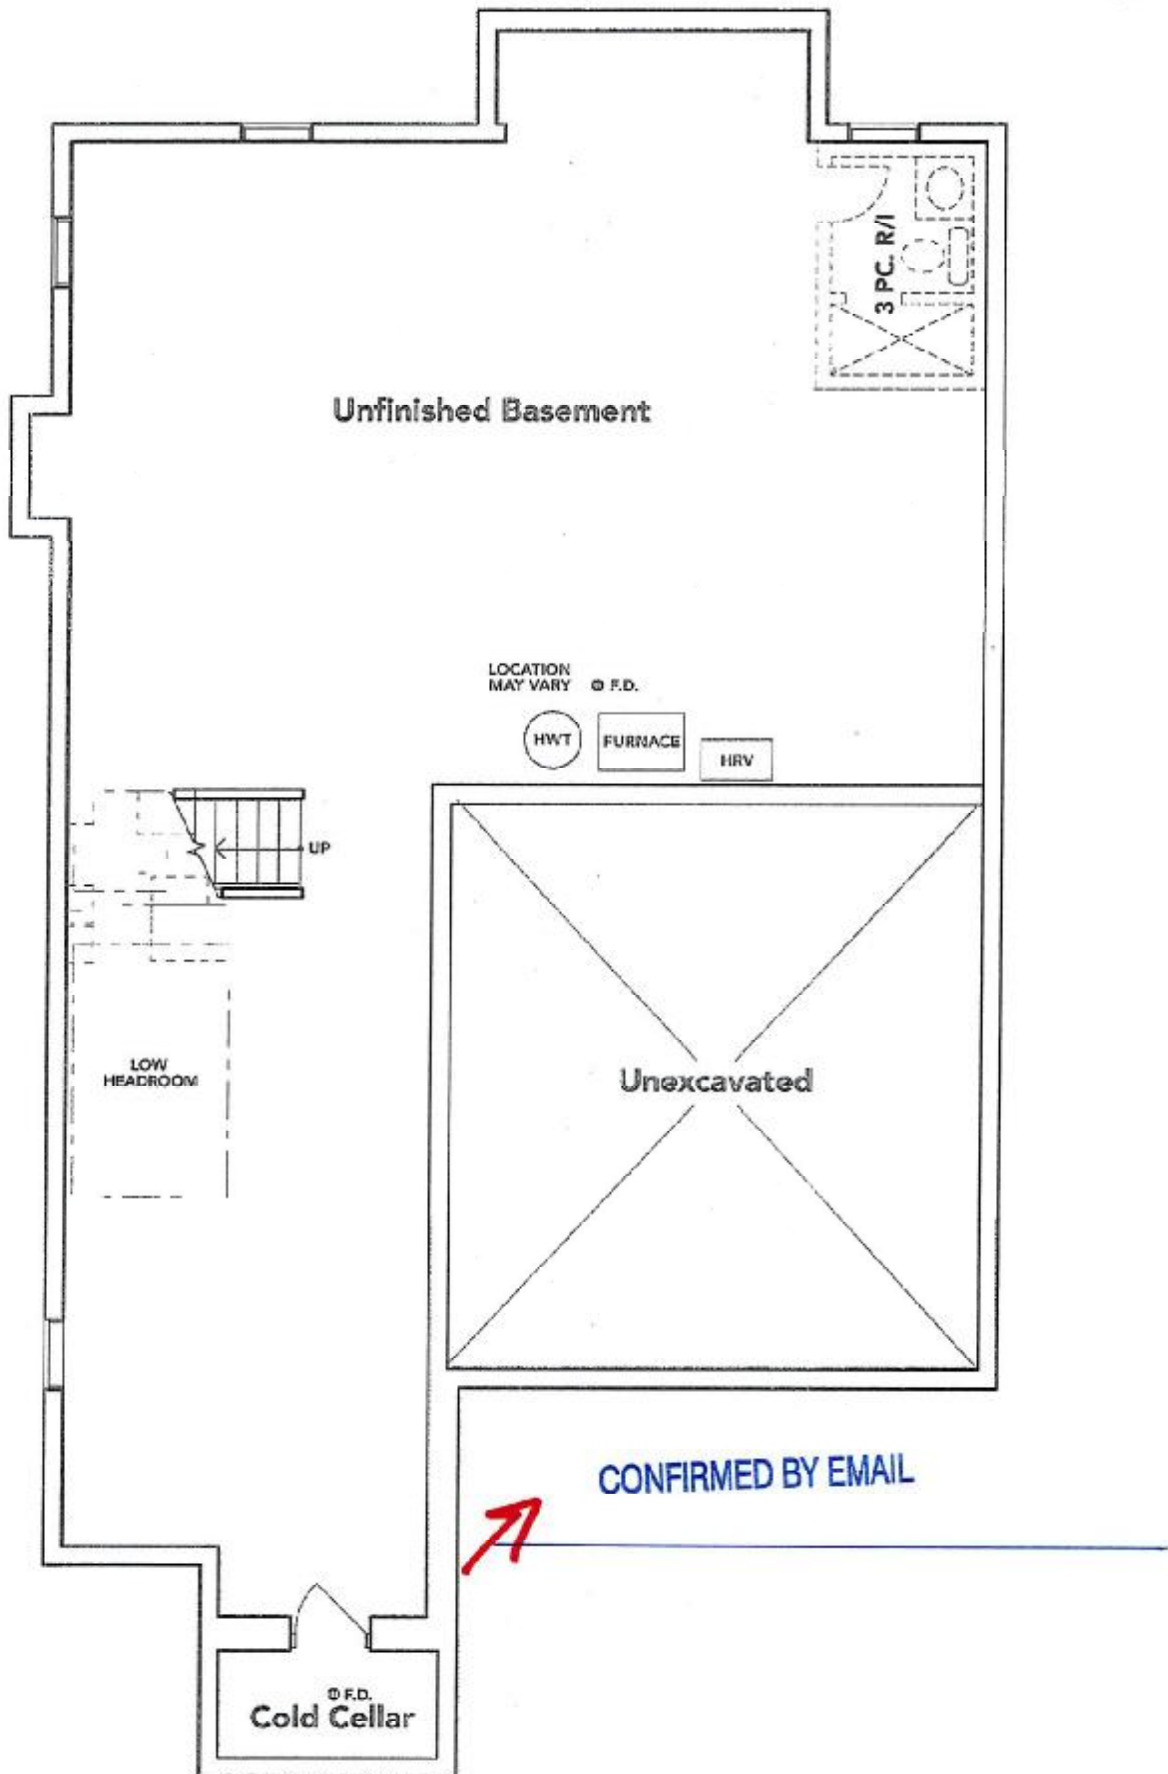 3 PC. R/I
Unfinished Basement
LOCATION
MAY VARY
F.D.
HWT
FURNACE
HRV
UP
LOW
HEADROOM
Unexcavated
CONFIRMED BY EMAIL
F.D.
Cold Cellar